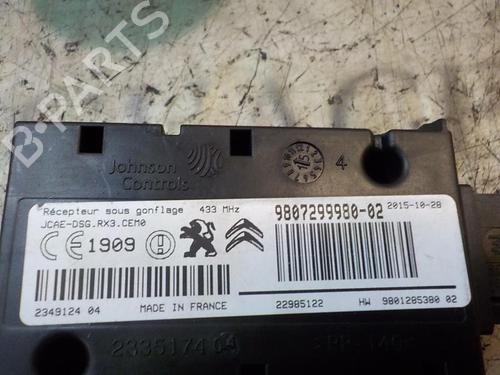 B-PARTS
Johnson
Controls
4
Récepteur sous gonflage 433 MHz
JCAE-DSG.RX3.CEM0
9807299980-02 2015-10-28
CE 1909
2349124 04 MADE IN FRANCE
22985122 HW 9801285380 02
2335174 04